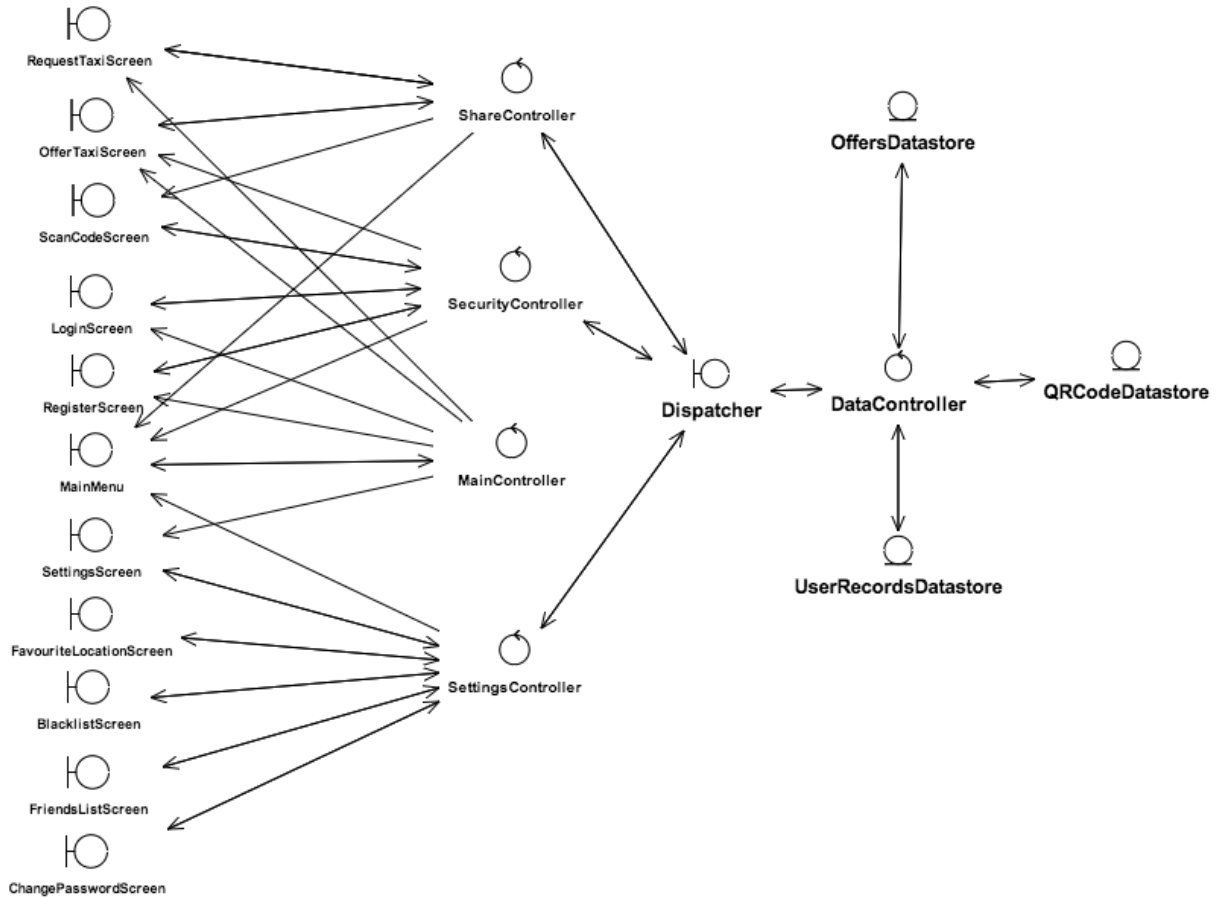 RequestTaxiScreen
OfferTaxiScreen
ScanCodeScreen
LoginScreen
RegisterScreen
MainMenu
SettingsScreen
FavouriteLocationScreen
BlacklistScreen
FriendsListScreen
ChangePasswordScreen
ShareController
SecurityController
MainController
SettingsController
Dispatcher
OffersDatastore
DataController
UserRecordsDatastore
QRCodeDatastore